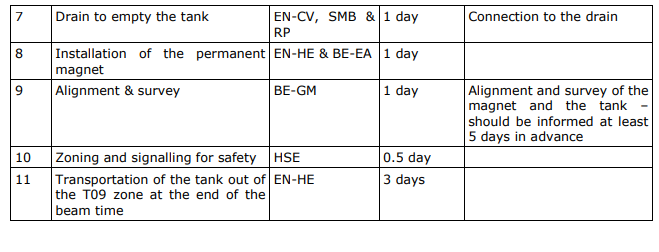 7 Drain to empty the tank EN-CV, SMB & 1 day Connection to the drain
RP
8 Installation of the permanent EN-HE & BE-EA 1 day
magnet
9 Alignment & survey BE-GM 1 day Alignment and survey of the
magnet and the tank –
should be informed at least
5 days in advance
10 Zoning and signalling for safety HSE 0.5 day
11 Transportation of the tank out of EN-HE 3 days
the T09 zone at the end of the
beam time